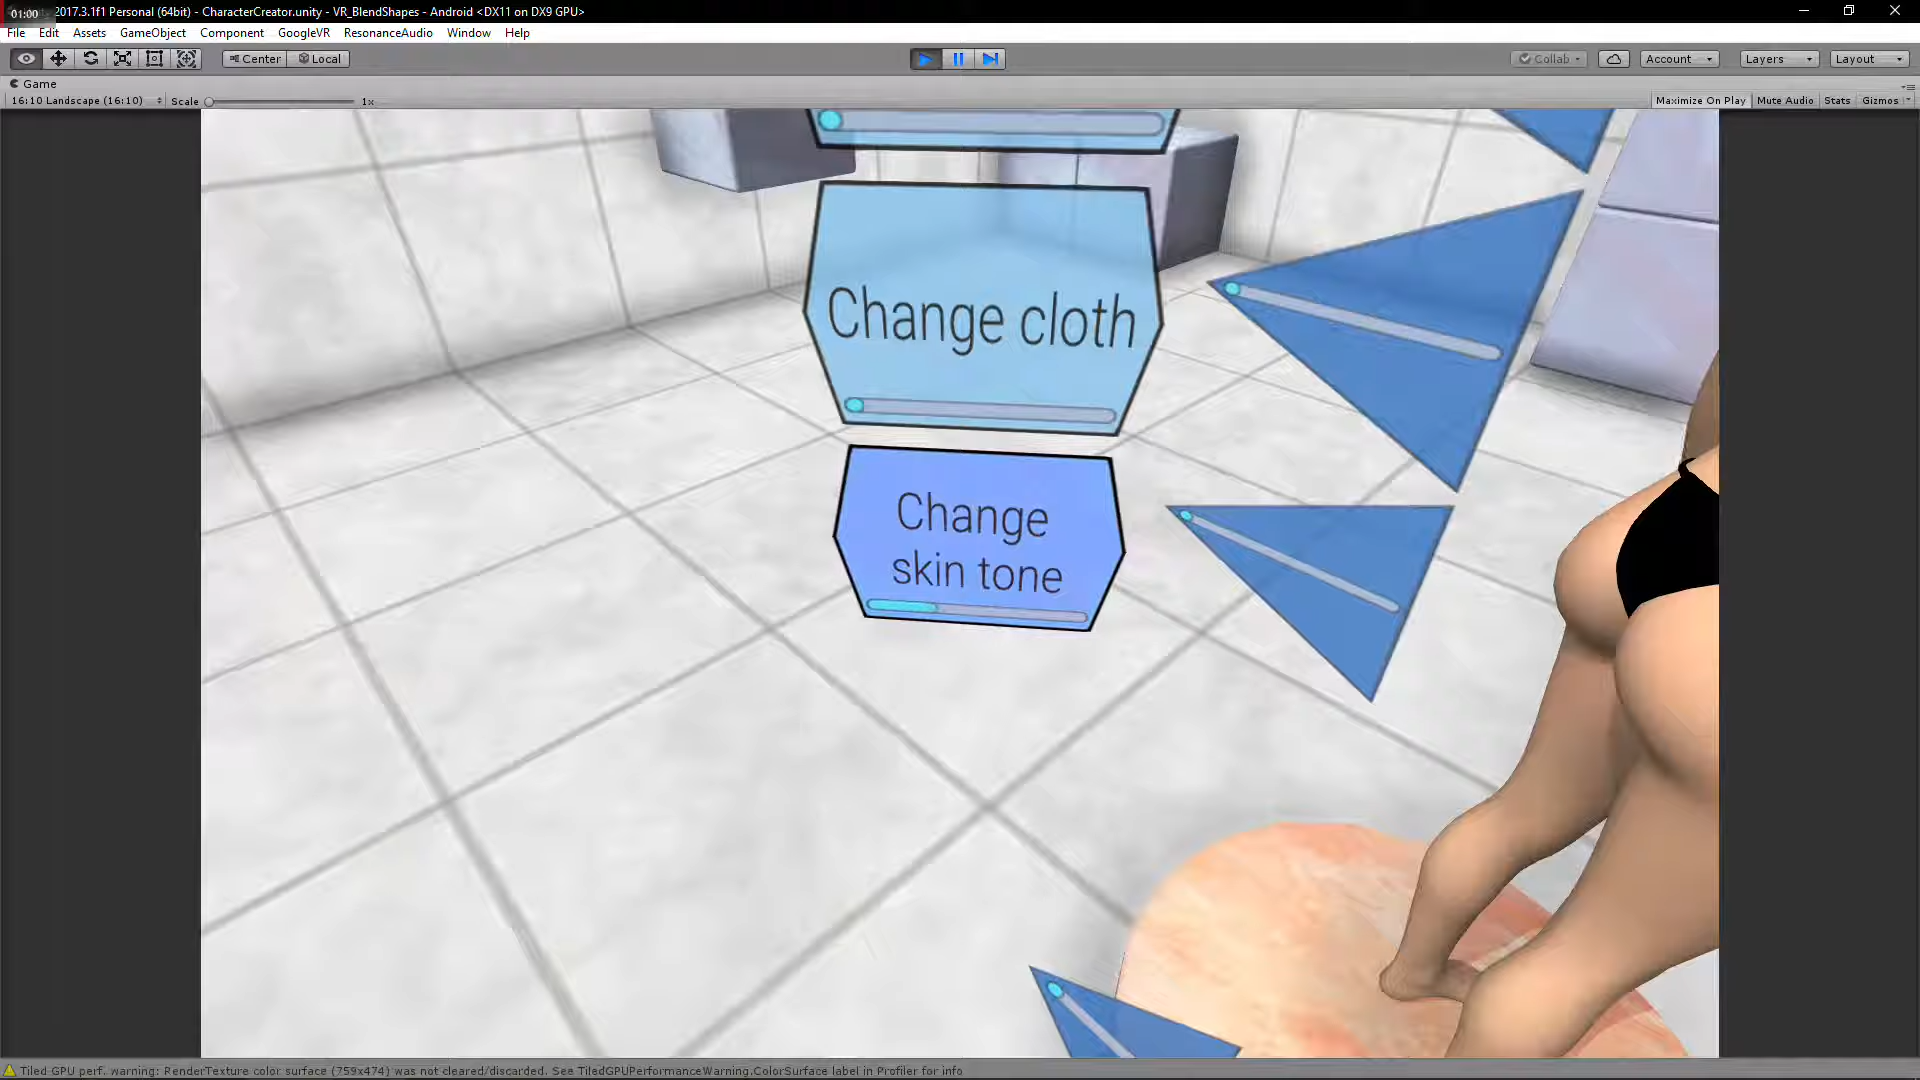 01:00 2017.3.1f1 Personal (64bit) - CharacterCreator.unity - VR_BlendShapes - Android <DX11 on DX9 GPU>
File Edit Assets GameObject Component GoogleVR ResonanceAudio Window Help
Center Local Collab Account Layers Layout
Game
16:10 Landscape (16:10) Scale 1x Maximize On Play Mute Audio Stats Gizmos
Change cloth
Change
skin tone
Tiled GPU perf. warning: RenderTexture color surface (759x474) was not cleared/discarded. See TiledGPUPerformanceWarning.ColorSurface label in Profiler for info